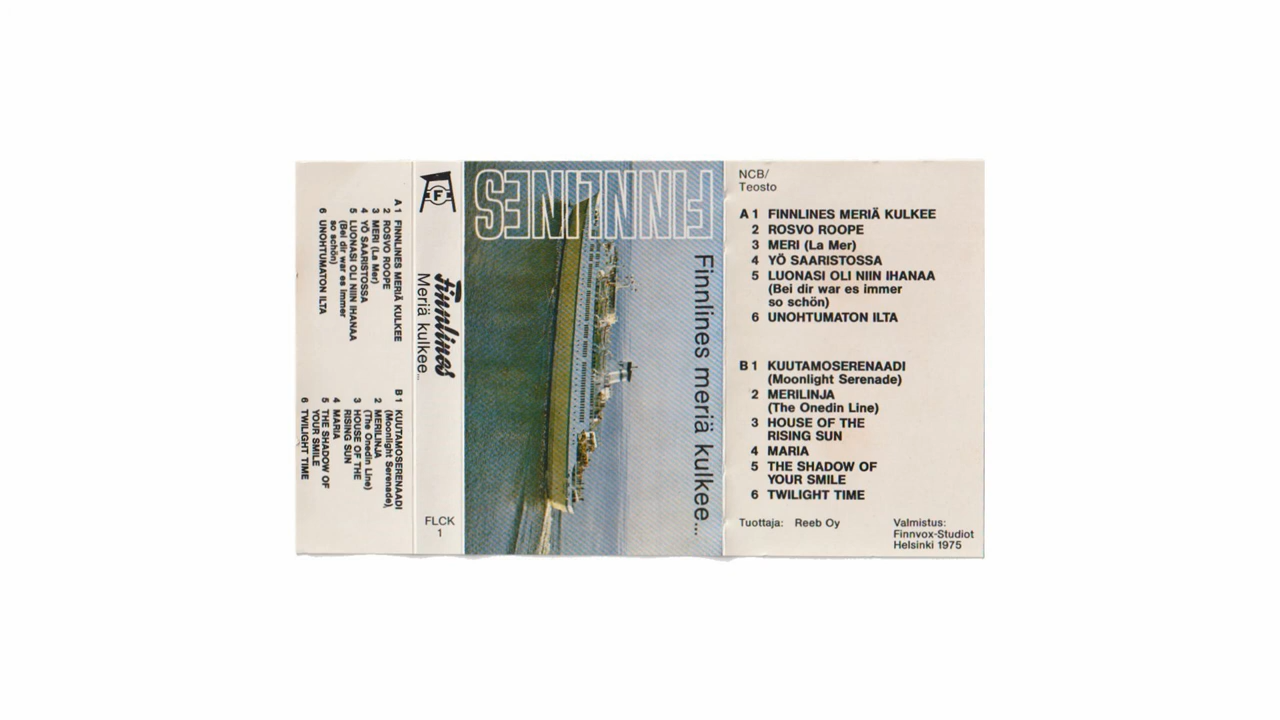 A 1 FINNLINES MERIÄ KULKEE
2 ROSVO ROOPE
3 MERI (La Mer)
4 YÖ SAARISTOSSA
5 LUONASI OLI NIIN IHANAA
(Bei dir war es immer
so schön)
6 UNOHTUMATON ILTA
B 1 KUUTAMOSERENAADI
(Moonlight Serenade)
2 MERILINJA
(The Onedin Line)
3 HOUSE OF THE
RISING SUN
4 MARIA
5 THE SHADOW OF
YOUR SMILE
6 TWILIGHT TIME
F
Finnlines
Meriä kulkee...
FLCK
1
FINNLINES
Finnlines meriä kulkee...
NCB/
Teosto
A 1 FINNLINES MERIÄ KULKEE
2 ROSVO ROOPE
3 MERI (La Mer)
4 YÖ SAARISTOSSA
5 LUONASI OLI NIIN IHANAA
(Bei dir war es immer
so schön)
6 UNOHTUMATON ILTA
B 1 KUUTAMOSERENAADI
(Moonlight Serenade)
2 MERILINJA
(The Onedin Line)
3 HOUSE OF THE
RISING SUN
4 MARIA
5 THE SHADOW OF
YOUR SMILE
6 TWILIGHT TIME
Tuottaja: Reeb Oy
Valmistus:
Finnvox-Studiot
Helsinki 1975